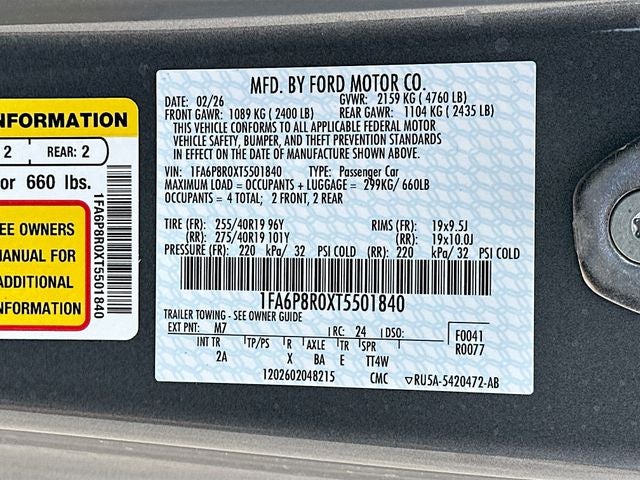 NFORMATION
2 REAR: 2
or 660 lbs.
EE OWNERS
MANUAL FOR
ADDITIONAL
INFORMATION
1FA6P8R0XT5501840
MFD. BY FORD MOTOR CO.
DATE: 02/26 GVWR: 2159 KG ( 4760 LB)
FRONT GAWR: 1089 KG ( 2400 LB) REAR GAWR: 1104 KG ( 2435 LB)
THIS VEHICLE CONFORMS TO ALL APPLICABLE FEDERAL MOTOR
VEHICLE SAFETY, BUMPER, AND THEFT PREVENTION STANDARDS
IN EFFECT ON THE DATE OF MANUFACTURE SHOWN ABOVE.
VIN: 1FA6P8R0XT5501840 TYPE: Passenger Car
MAXIMUM LOAD = OCCUPANTS + LUGGAGE = 299KG/ 660LB
OCCUPANTS = 4 TOTAL; 2 FRONT, 2 REAR
TIRE (FR): 255/40R19 96Y RIMS (FR): 19x9.5J
(RR): 275/40R19 101Y (RR): 19x10.0J
PRESSURE (FR): 220 kPa/ 32 PSI COLD (RR): 220 kPa/ 32 PSI COLD
1FA6P8R0XT5501840
TRAILER TOWING - SEE OWNER GUIDE
EXT PNT: M7 RC: 24 DSO: F0041
INT TR TP/PS R AXLE TR SPR R0077
2A X BA E TT4W
1202602048215 CMC ▽RU5A-5420472-AB